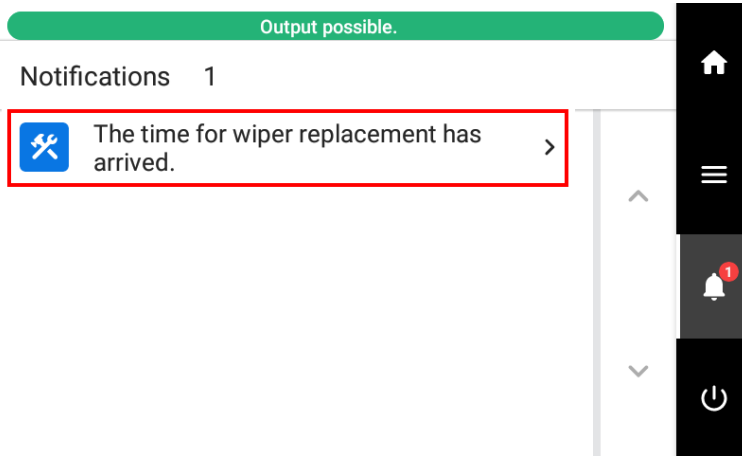 Output possible.
Notifications 1
The time for wiper replacement has
arrived.
1